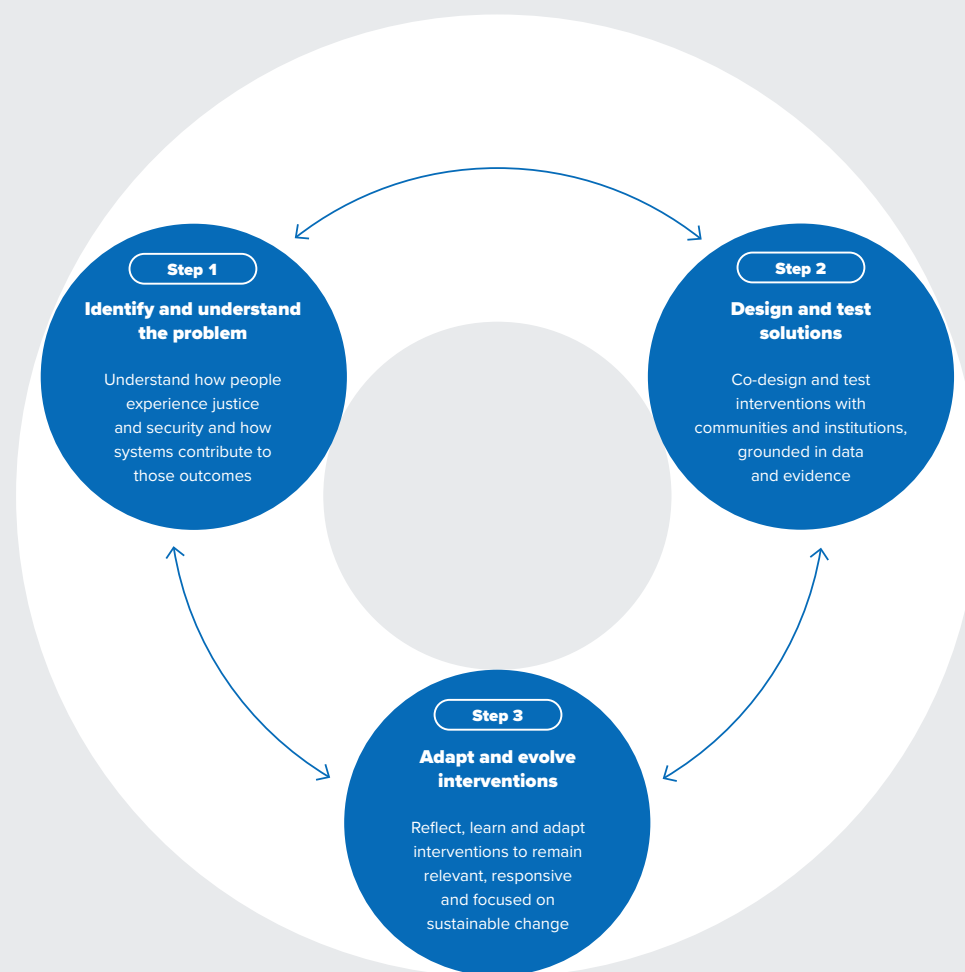 Step 1
Identify and understand
the problem
Understand how people
experience justice
and security and how
systems contribute to
those outcomes
Step 2
Design and test
solutions
Co-design and test
interventions with
communities and institutions,
grounded in data
and evidence
Step 3
Adapt and evolve
interventions
Reflect, learn and adapt
interventions to remain
relevant, responsive
and focused on
sustainable change